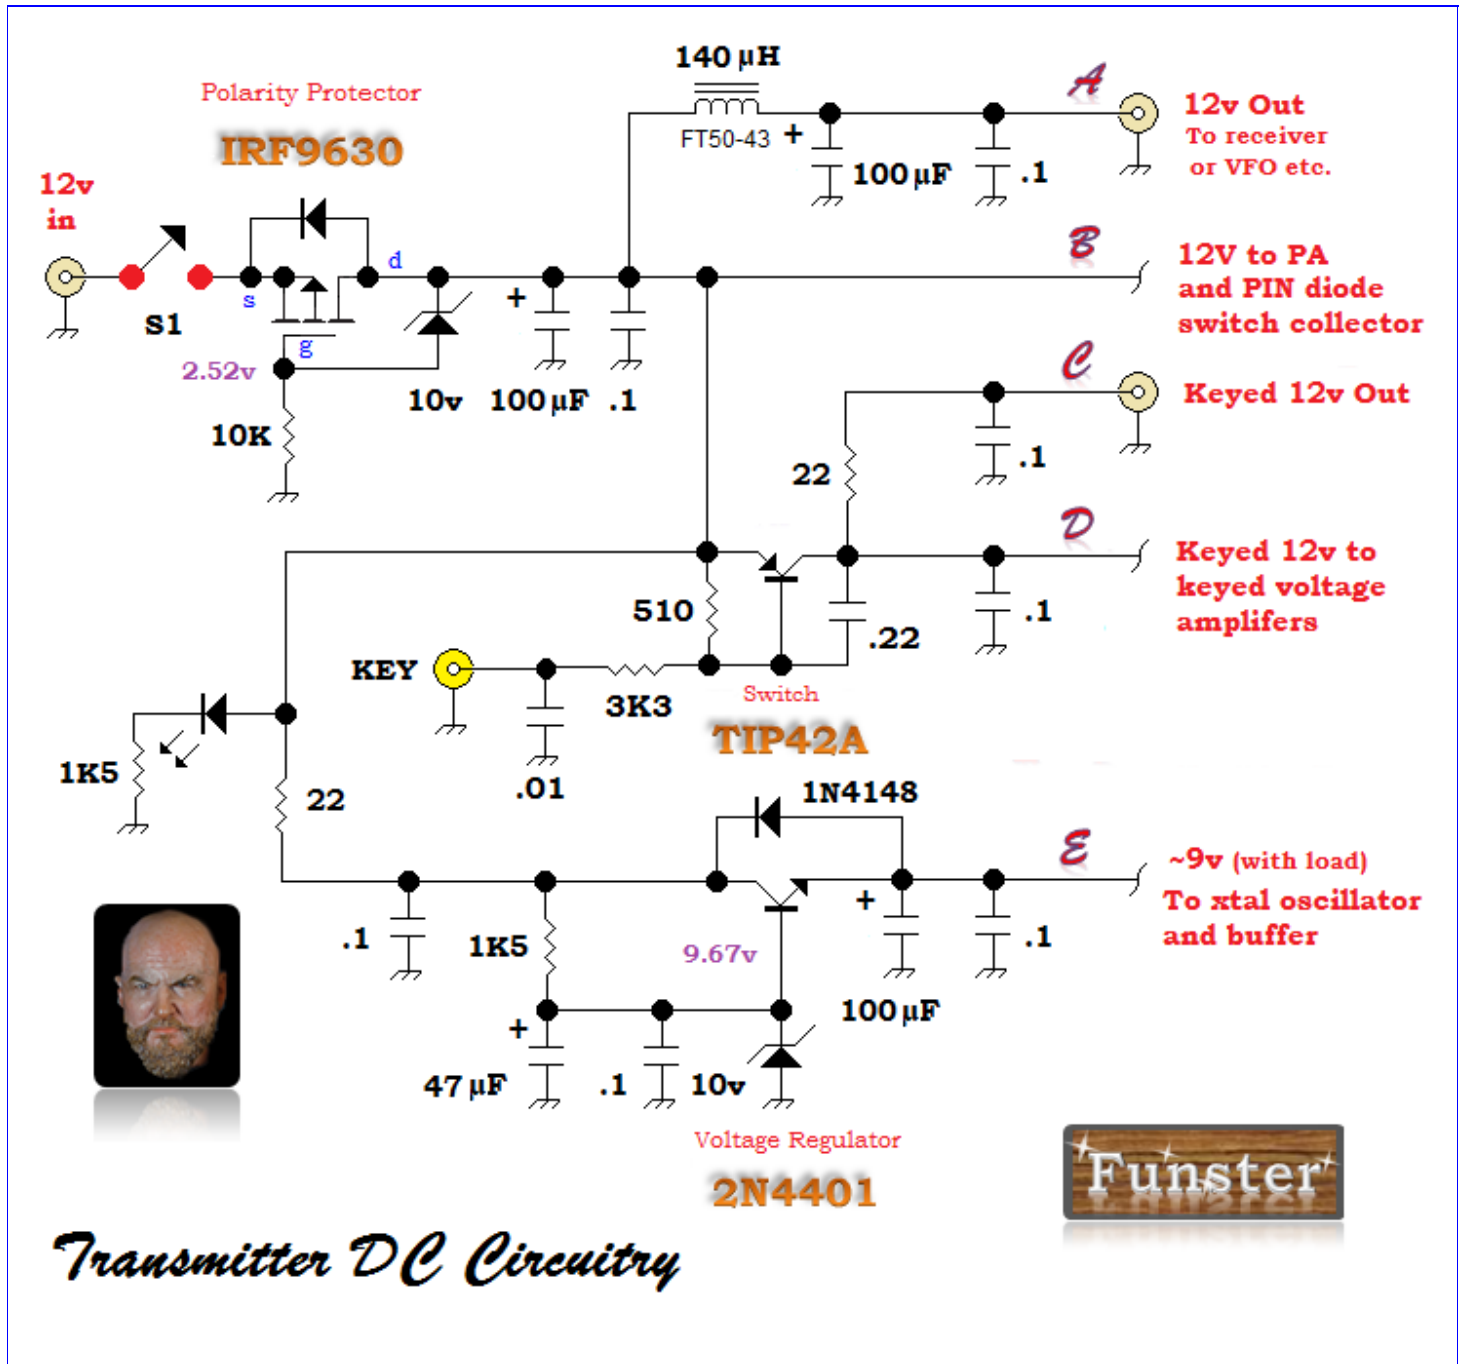 140 µH
Polarity Protector
IRF9630
FT50-43
+
100 µF
.1
A
12v Out
To receiver
or VFO etc.
12v
in
S1
s
d
g
2.52v
10K
10v
+
100 µF
.1
B
12V to PA
and PIN diode
switch collector
C
Keyed 12v Out
.1
22
D
Keyed 12v to
keyed voltage
amplifers
510
.22
.1
KEY
3K3
.01
Switch
TIP42A
1K5
22
1N4148
E
~9v (with load)
To xtal oscillator
and buffer
.1
1K5
9.67v
+
100 µF
.1
+
47 µF
.1
10v
Voltage Regulator
2N4401
Funster
Transmitter DC Circuitry